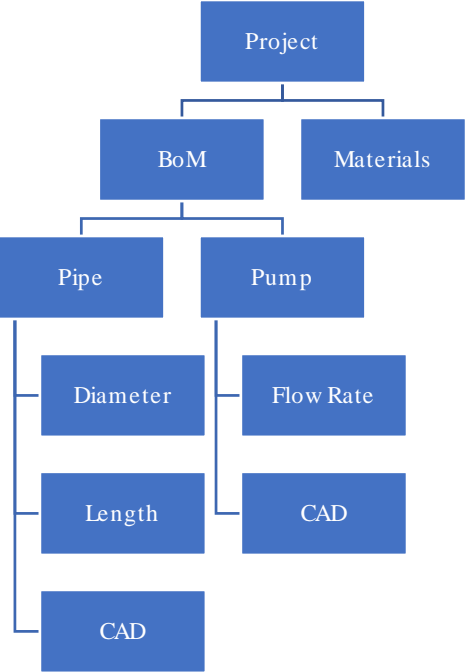 Project
BoM
Materials
Pipe
Pump
Diameter
Flow Rate
Length
CAD
CAD